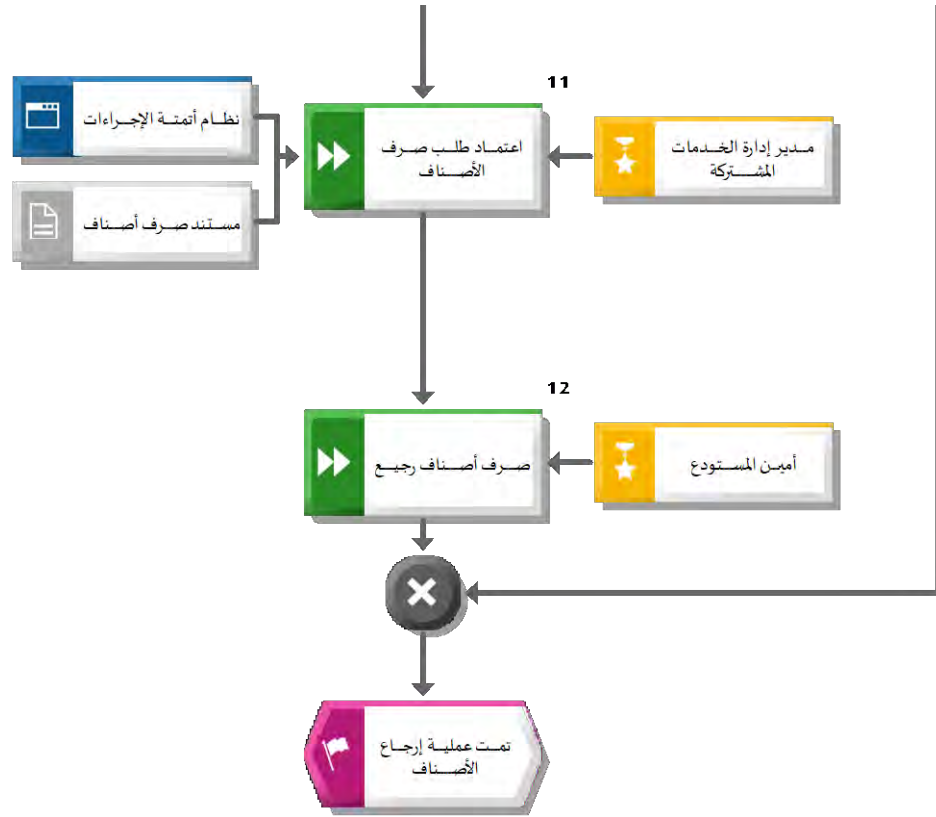 11
نظام أتمتة الإجراءات
اعتماد طلب صرف
الأصناف
مدير إدارة الخدمات
المشتركة
مستند صرف أصناف
12
صرف أصناف رجيع
أمين المستودع
تمت عملية إرجاع
الأصناف